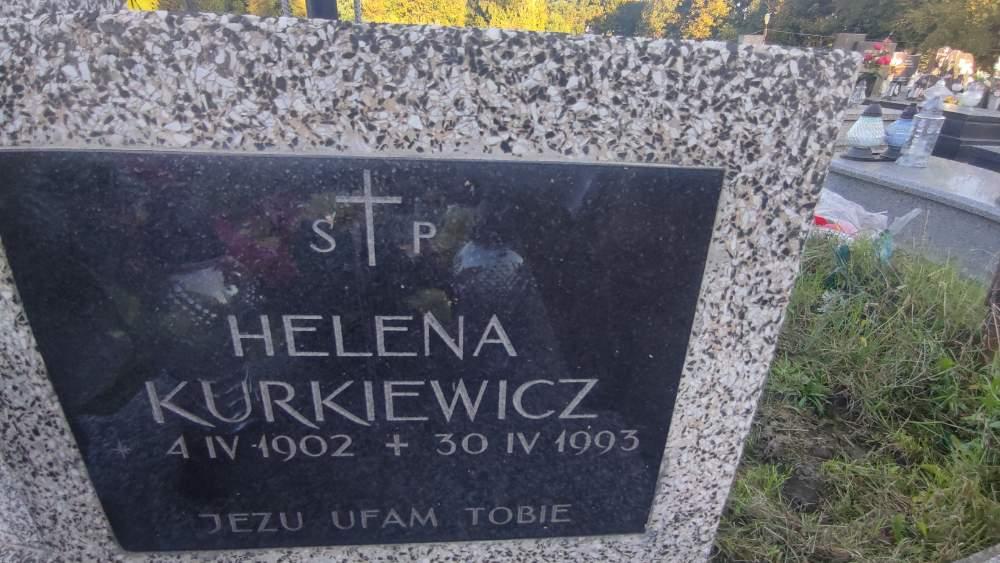 S P
HELENA
KURKIEWICZ
* 4 IV 1902 + 30 IV 1993
JEZU UFAM TOBIE